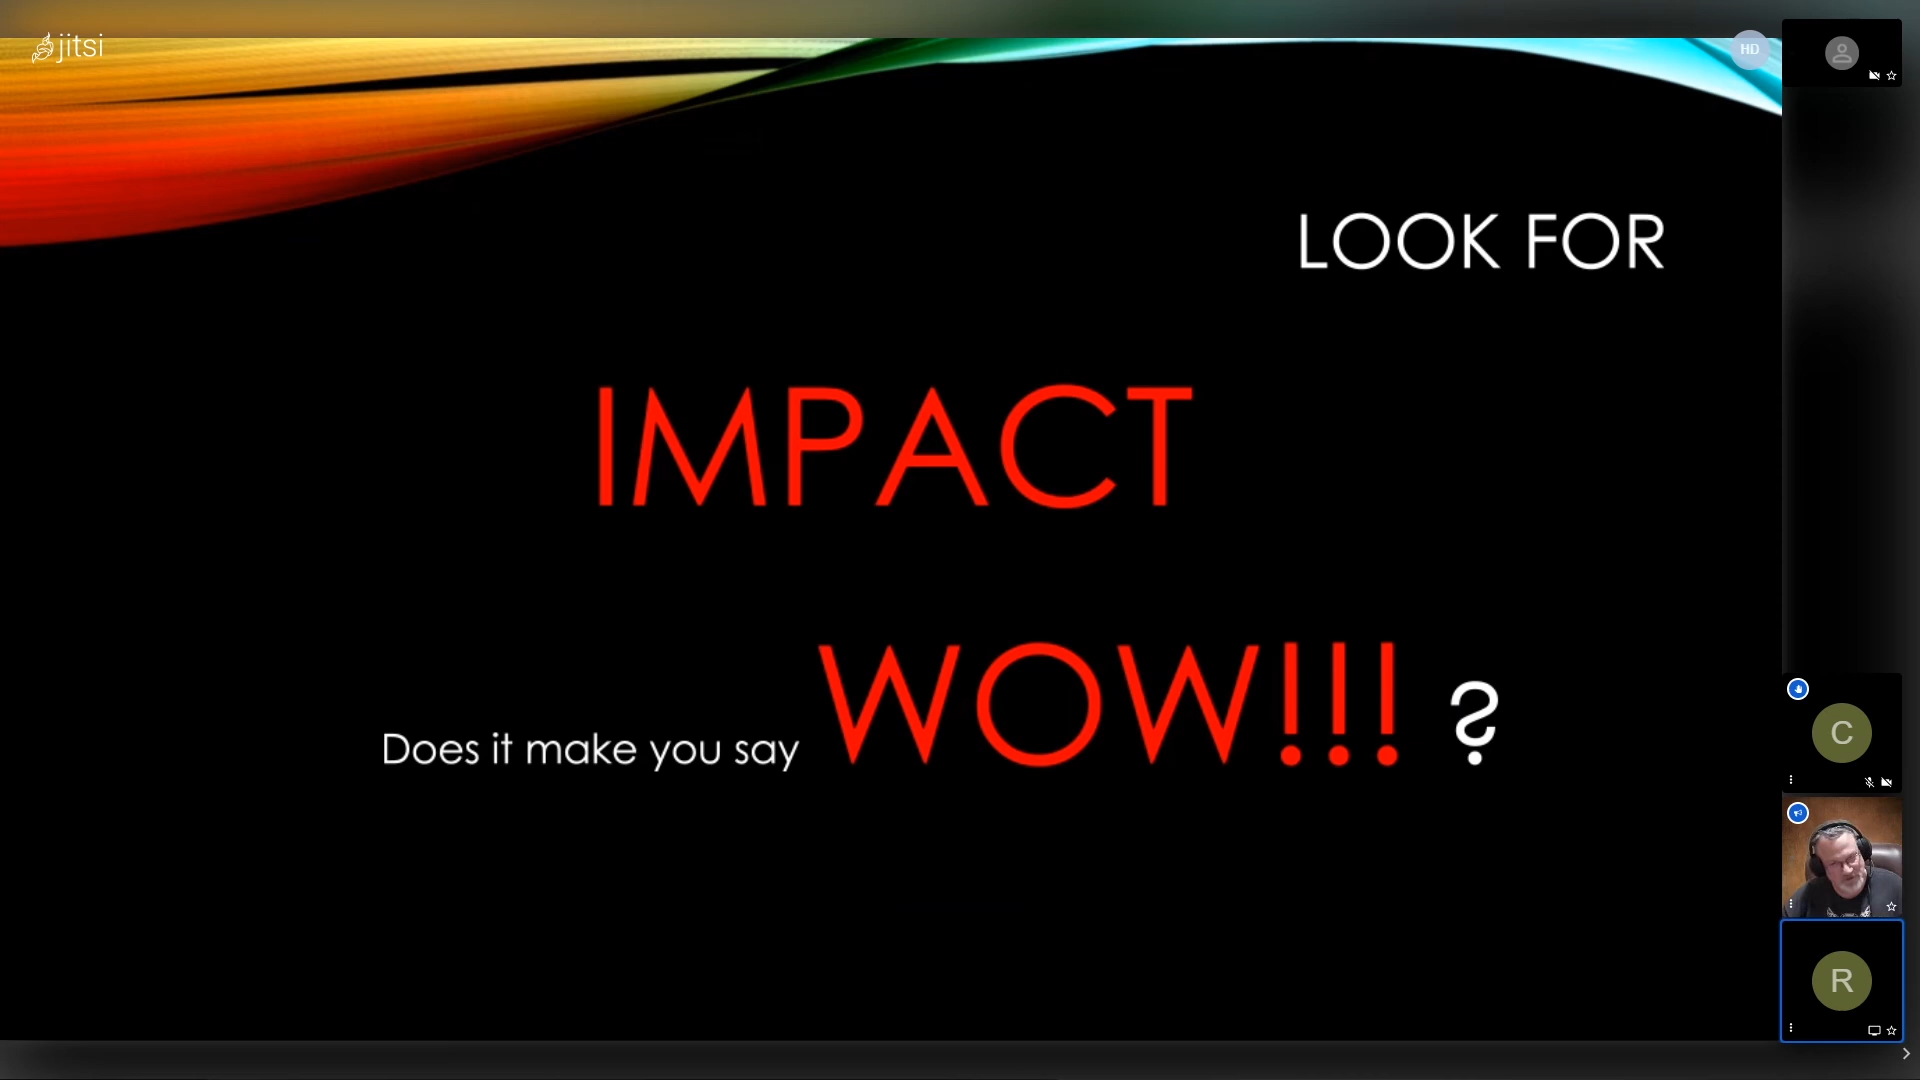 jitsi
HD
LOOK FOR
IMPACT
Does it make you say WOW!!! ?
C
R